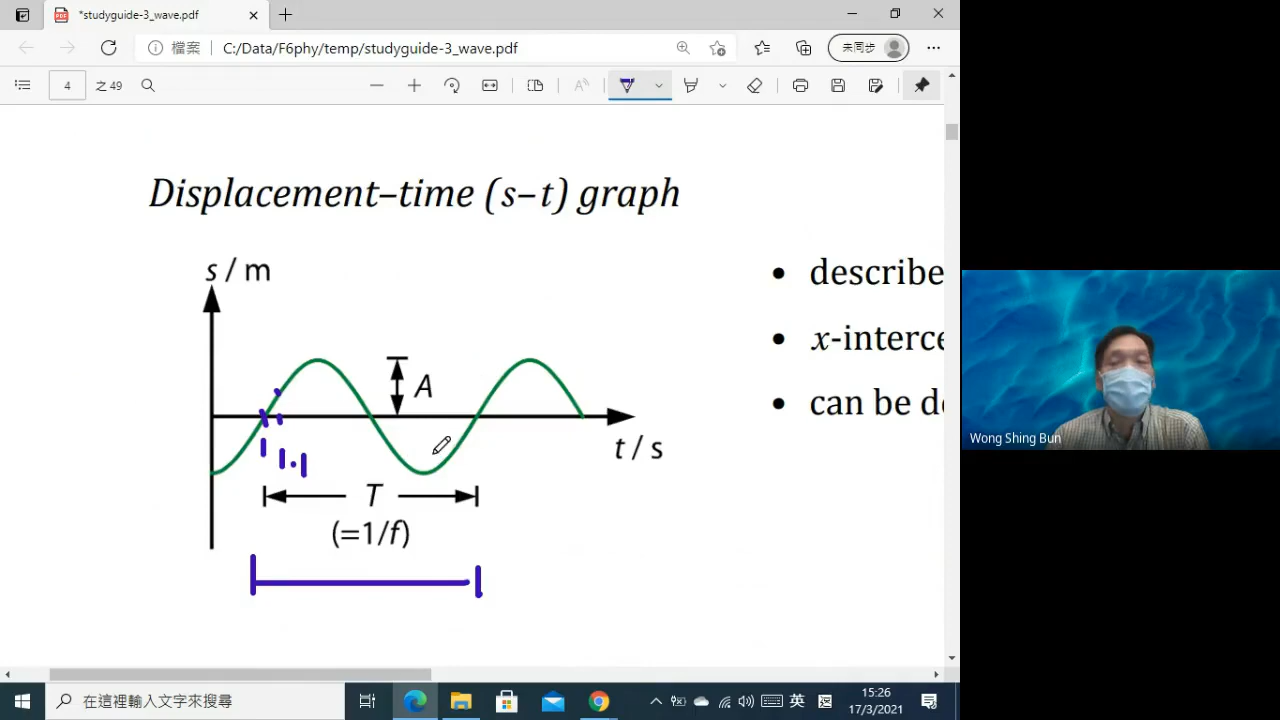 *studyguide-3_wave.pdf
檔案 C:/Data/F6phy/temp/studyguide-3_wave.pdf 未同步
4 之 49
Displacement–time (s–t) graph
s / m
A
t / s
T
(=1/f)
• describe
• x-interce
• can be de
Wong Shing Bun
在這裡輸入文字來搜尋
英
15:26
17/3/2021